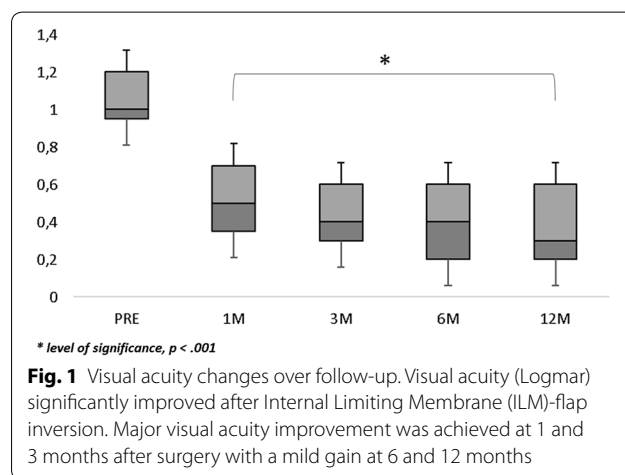 1,4
1,2
1
0,8
0,6
0,4
0,2
0
*
PRE 1M 3M 6M 12M
* level of significance, p < .001
Fig. 1 Visual acuity changes over follow-up. Visual acuity (Logmar)
significantly improved after Internal Limiting Membrane (ILM)-flap
inversion. Major visual acuity improvement was achieved at 1 and
3 months after surgery with a mild gain at 6 and 12 months